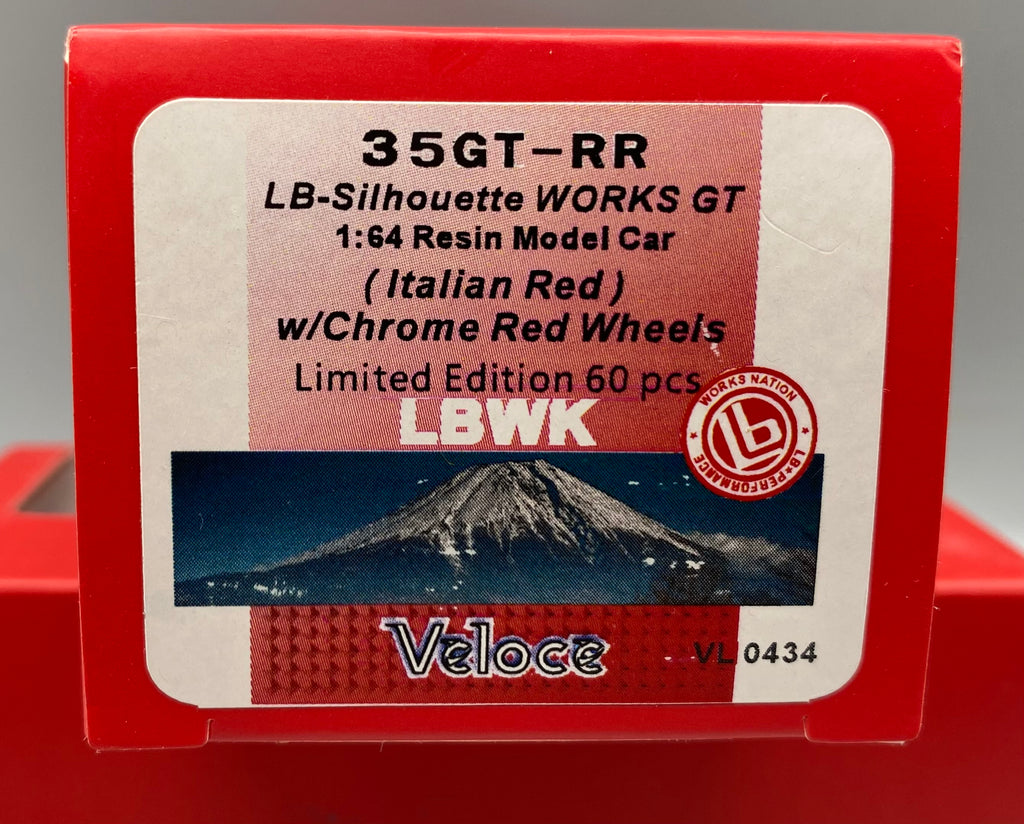 35GT-RR
LB-Silhouette WORKS GT
1:64 Resin Model Car
(Italian Red)
w/Chrome Red Wheels
Limited Edition 60 pcs
LBWK
WORKS NATION
Lb
LB★PERFORMANCE
Veloce
VL 0434